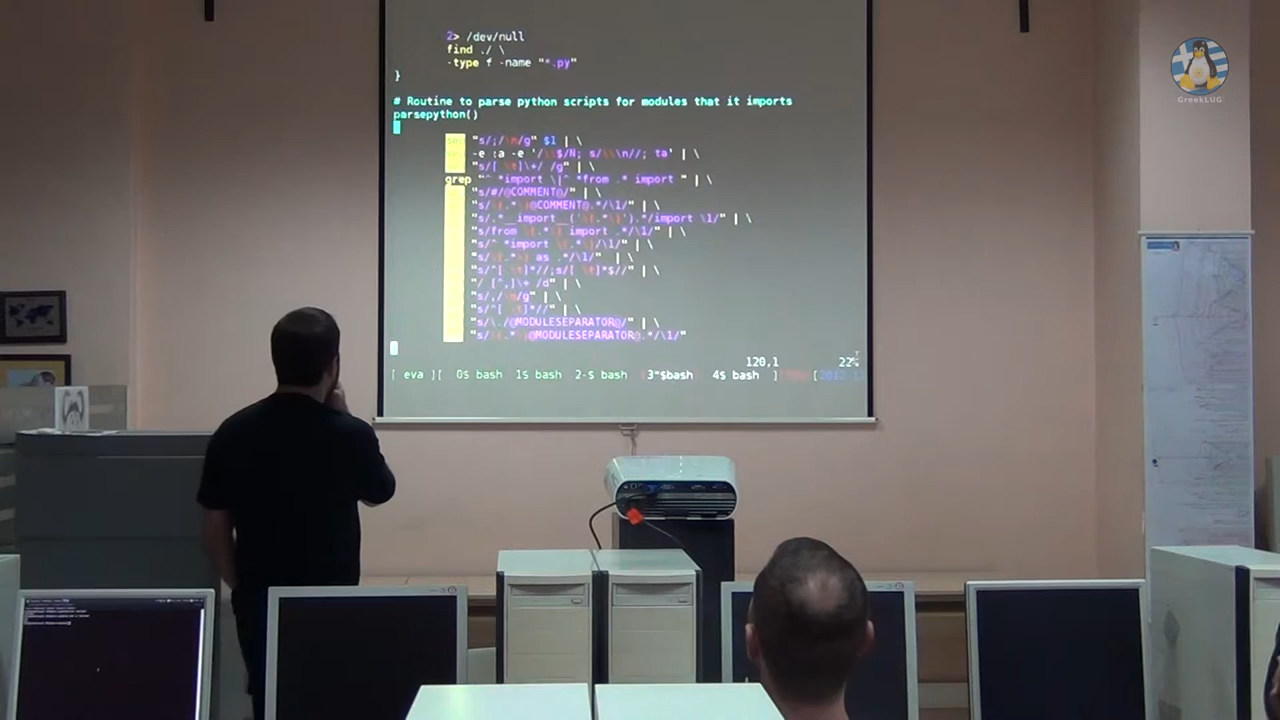 2> /dev/null
find ./ \
-type f -name "*.py"
}
# Routine to parse python scripts for modules that it imports
parsepython()
"s/;/\n/g" $1 | \
-e :a -e '/\\$/N; s/\\\n//; ta' | \
"s/[ \t]\+/ /g" | \
grep "^ *import \|^ *from .* import " | \
"s/#/@COMMENT@/" | \
"s/\(.*\)@COMMENT@.*/\1/" | \
"s/.*__import__('\(.*\)').*/import \1/" | \
"s/from \(.*\) import .*/\1/" | \
"s/^ *import \(.*\)/\1/" | \
"s/\(.*\) as .*/\1/" | \
"s/^[ \t]*//;s/[ \t]*$//" | \
"/ [^,]\+ /d" | \
"s/,/\n/g" | \
"s/^[ \t]*//" | \
"s/\./@MODULESEPARATOR@/" | \
"s/\(.*\)@MODULESEPARATOR@.*/\1/"
120,1 22%
[ eva ][ 0$ bash 1$ bash 2-$ bash 3*$bash 4$ bash ]
GreekLUG